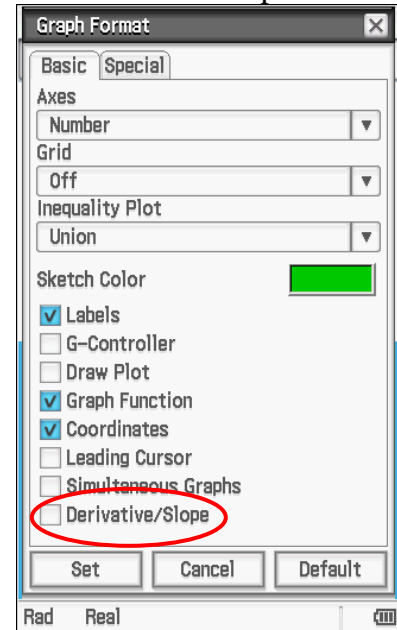 Graph Format
Basic Special
Axes
Number
Grid
Off
Inequality Plot
Union
Sketch Color
Labels
G-Controller
Draw Plot
Graph Function
Coordinates
Leading Cursor
Simultaneous Graphs
Derivative/Slope
Set Cancel Default
Rad Real